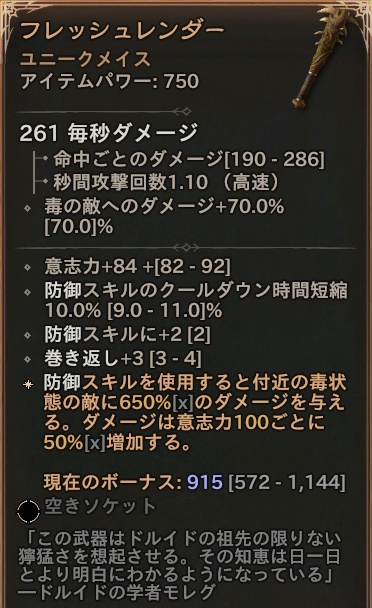 フレッシュレンダー
ユニークメイス
アイテムパワー: 750
261 毎秒ダメージ
命中ごとのダメージ[190 - 286]
秒間攻撃回数1.10 （高速）
毒の敵へのダメージ+70.0%
[70.0]%
意志力+84 +[82 - 92]
防御スキルのクールダウン時間短縮
10.0% [9.0 - 11.0]%
防御スキルに+2 [2]
巻き返し+3 [3 - 4]
防御スキルを使用すると付近の毒状
態の敵に650%[x]のダメージを与え
る。ダメージは意志力100ごとに
50%[x]増加する。
現在のボーナス: 915 [572 - 1,144]
空きソケット
「この武器はドルイドの祖先の限りない
獰猛さを想起させる。その知恵は日一日
とより明白にわかるようになっている」
—ドルイドの学者モレグ